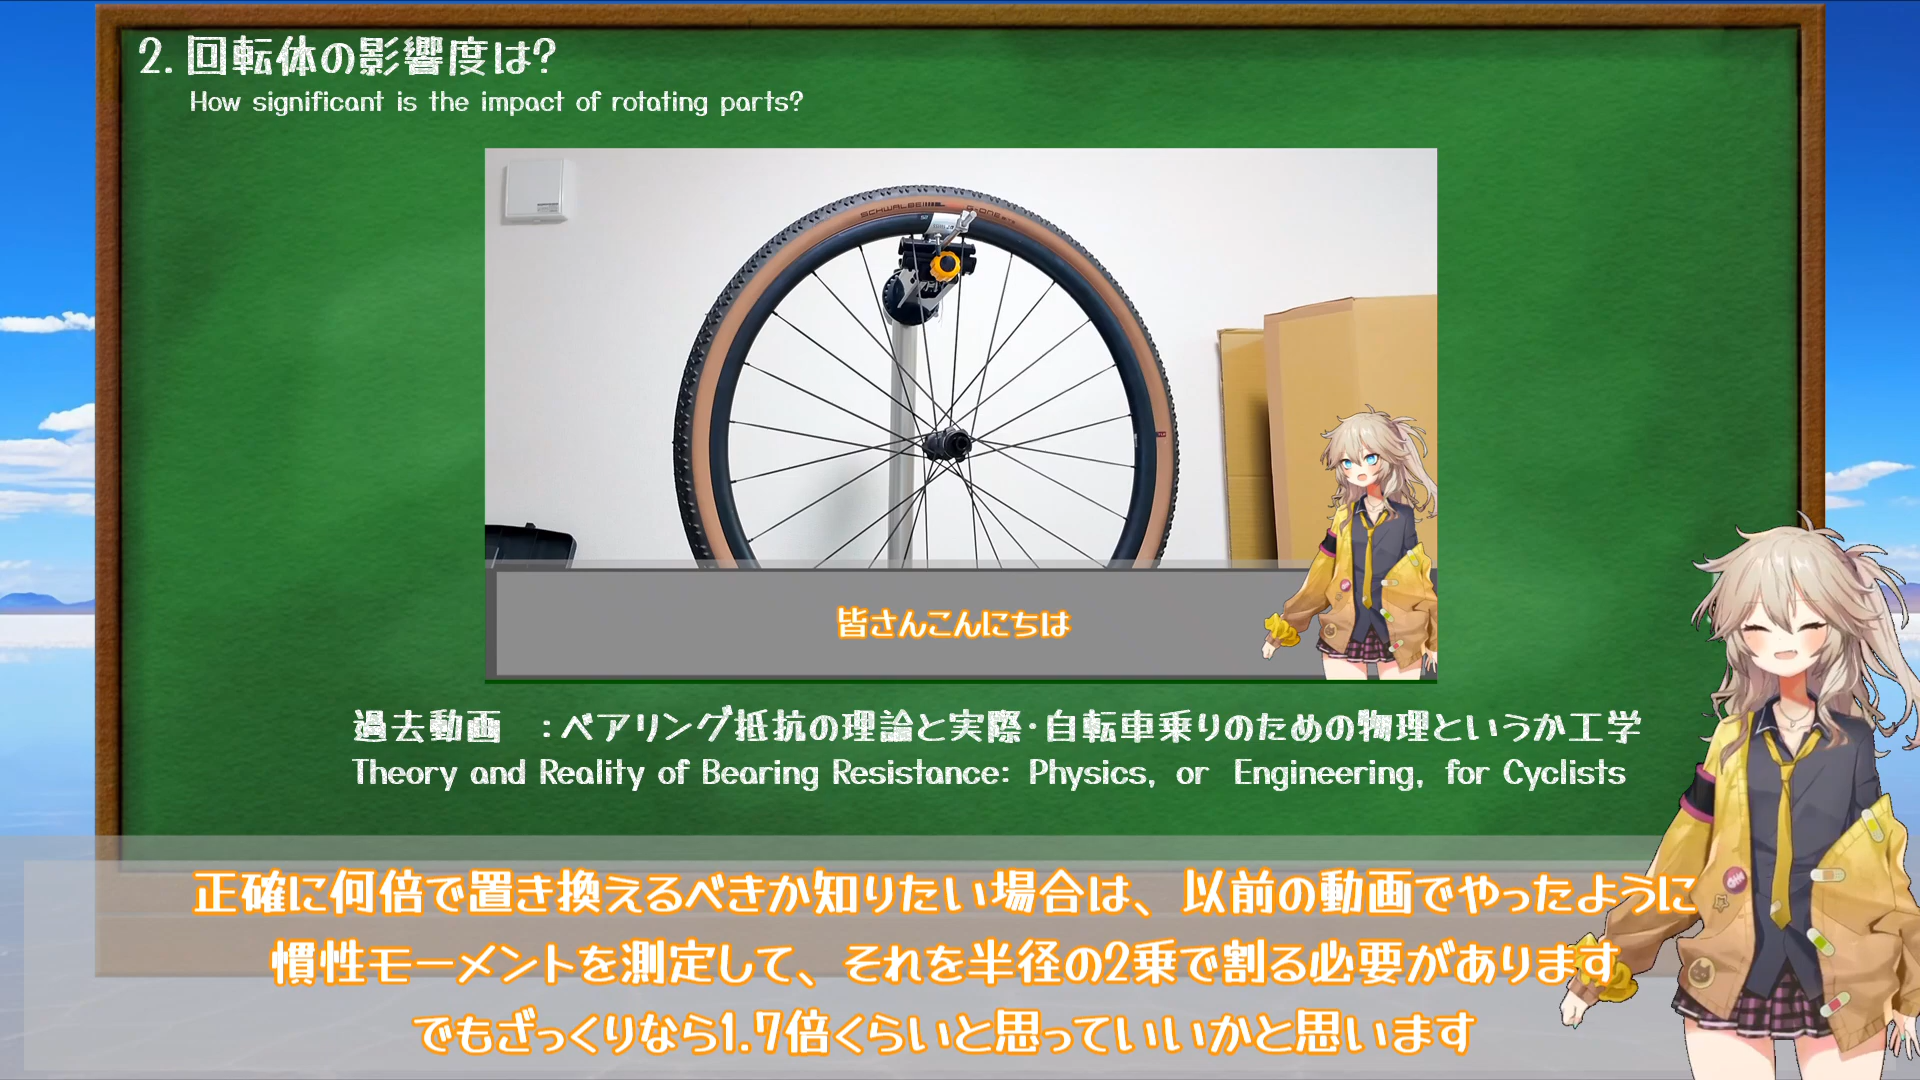 2. 回転体の影響度は?
How significant is the impact of rotating parts?
SCHWALBE G-ONE
皆さんこんにちは
過去動画 :ベアリング抵抗の理論と実際・自転車乗りのための物理というか工学
Theory and Reality of Bearing Resistance: Physics, or Engineering, for Cyclists
正確に何倍で置き換えるべきか知りたい場合は、以前の動画でやったように
慣性モーメントを測定して、それを半径の2乗で割る必要があります
でもざっくりなら1.7倍くらいと思っていいかと思います